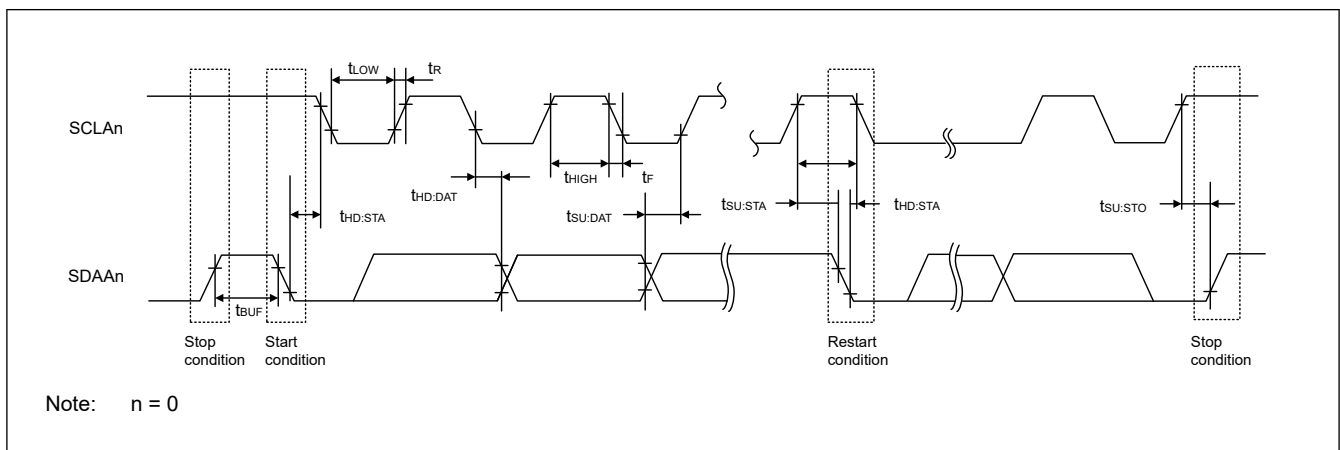 tLOW
tR
SCLAn
tHD:DAT
tHIGH
tF
tHD:STA
tSU:DAT
tSU:STA
tHD:STA
tSU:STO
SDAAn
tBUF
Stop
condition
Start
condition
Restart
condition
Stop
condition
Note: n = 0